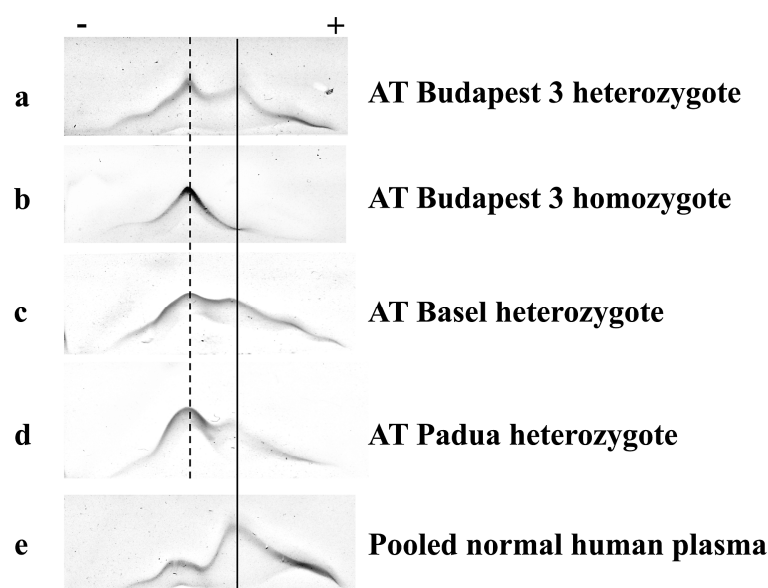 - +
a AT Budapest 3 heterozygote
b AT Budapest 3 homozygote
c AT Basel heterozygote
d AT Padua heterozygote
e Pooled normal human plasma